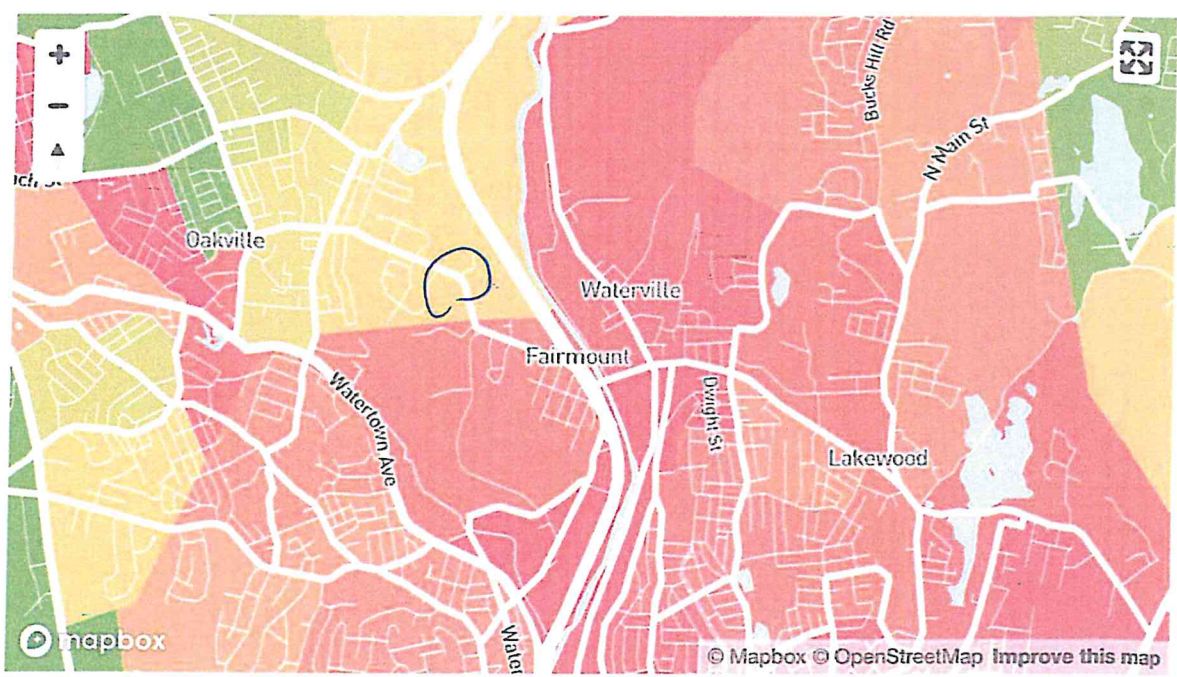 Bucks Hill Rd
N Main St
Oakville
Waterville
Fairmount
Watertown Ave
Dwight St
Lakewood
mapbox
Water
© Mapbox © OpenStreetMap Improve this map